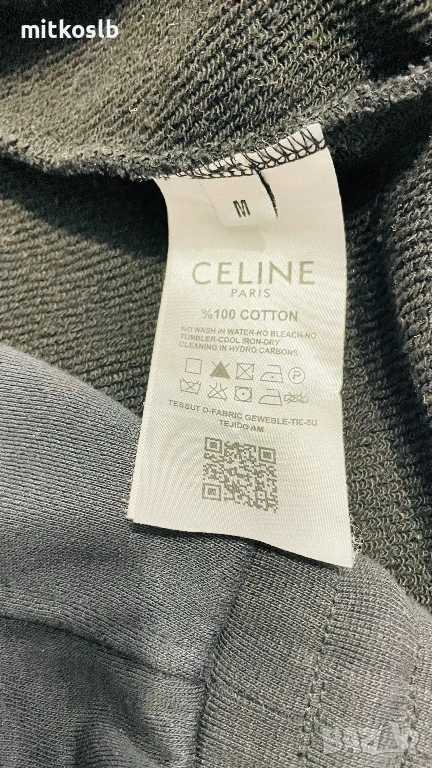 mitkoslb
M
CELINE
PARIS
%100 COTTON
NO WASH IN WATER-NO BLEACH-NO
TUMBLER-COOL IRON-DRY
CLEANING IN HYDRO CARBONS
P
TESSUT D-FABRIC GEWEBLE-TIE-SU
TEJIDO AM
BAZAR